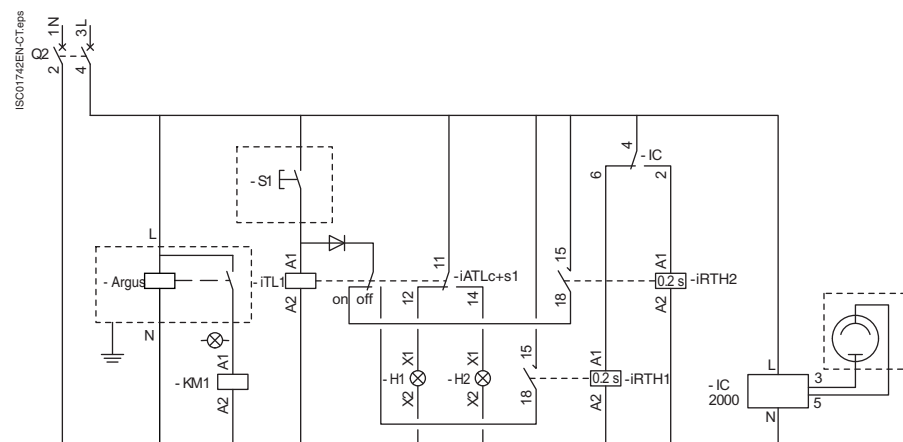 ISC01742EN-CT.eps
1 N
3 L
Q2
2
4
4
- IC
6
2
- S1
L
A1
11
15
A1
- Argus
- iTL1
- iATLc+s1
0.2 s
- iRTH2
A2
on off
12
14
18
A2
N
A1
- KM1
A2
X1
X1
15
A1
L
- H1
- H2
0.2 s
- iRTH1
- IC
2000
3
5
X2
X2
18
A2
N